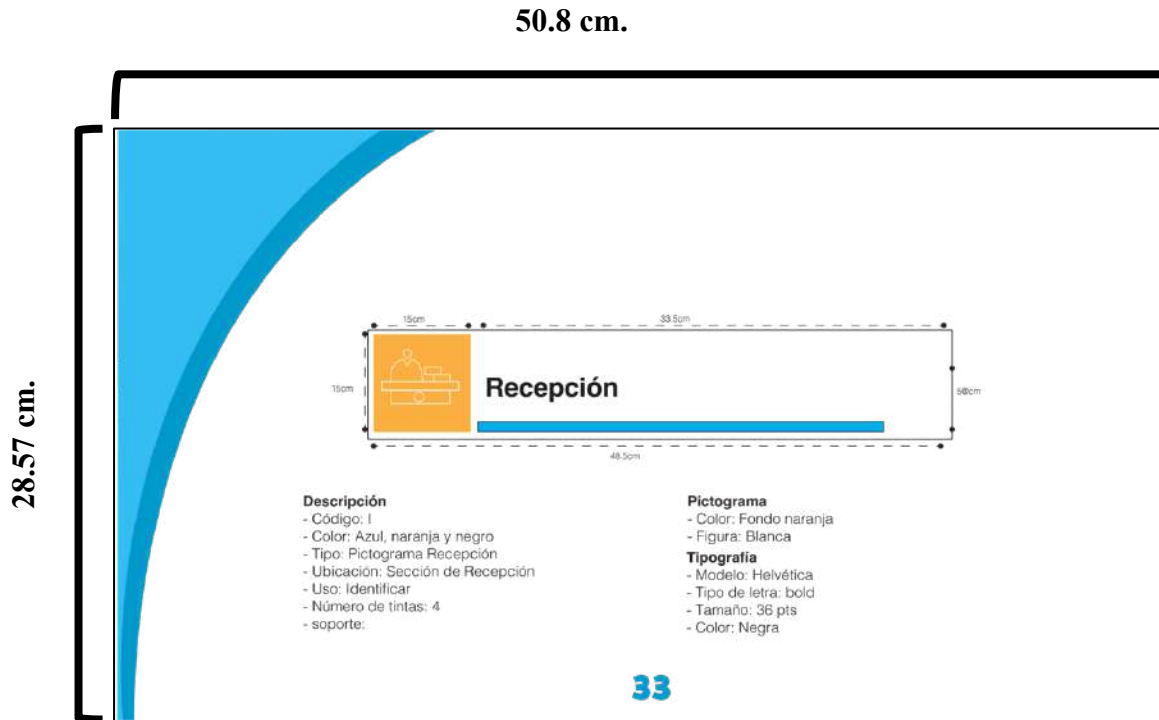 50.8 cm.
28.57 cm.
15cm
33.5cm
15cm
Recepción
48.5cm
Descripción
- Código: I
- Color: Azul, naranja y negro
- Tipo: Pictograma Recepción
- Ubicación: Sección de Recepción
- Uso: Identificar
- Número de tintas: 4
- soporte:
Pictograma
- Color: Fondo naranja
- Figura: Blanca
Tipografía
- Modelo: Helvética
- Tipo de letra: bold
- Tamaño: 36 pts
- Color: Negra
33